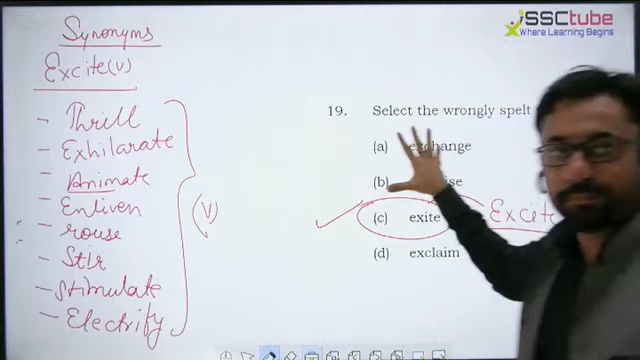 Synonyms
Excite(v)
- Thrill
- Exhilarate
- Animate
- Enliven
- rouse
- Stir
- Stimulate
- Electrify
(v)
SSCtube
Where Learning Begins
19. Select the wrongly spelt
(a) exchange
(b)
(c) exite Excite
(d) exclaim